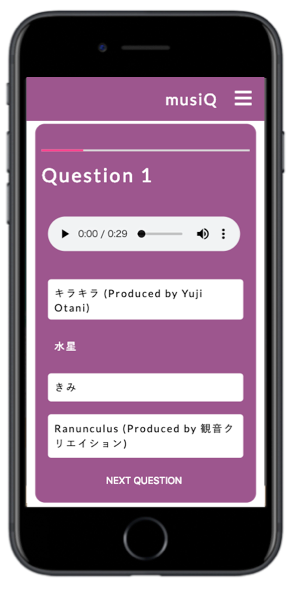 musiQ
Question 1
0:00 / 0:29
キラキラ (Produced by Yuji
Otani)
水星
きみ
Ranunculus (Produced by 観音ク
リエイション)
NEXT QUESTION